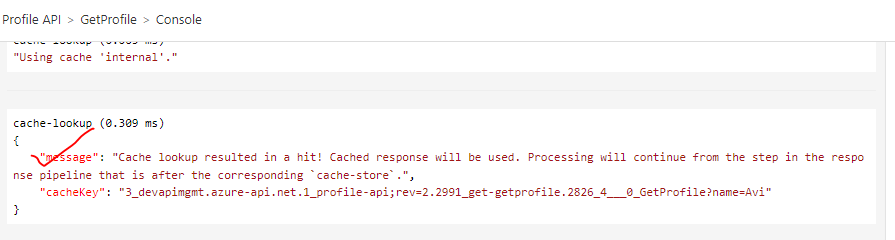 Profile API > GetProfile > Console
cache-lookup (0.309 ms)
"Using cache 'internal'."
cache-lookup (0.309 ms)
{
"message": "Cache lookup resulted in a hit! Cached response will be used. Processing will continue from the step in the respo
nse pipeline that is after the corresponding `cache-store`.",
"cacheKey": "3_devapimgmt.azure-api.net.1_profile-api;rev=2.2991_get-getprofile.2826_4___0_GetProfile?name=Avi"
}